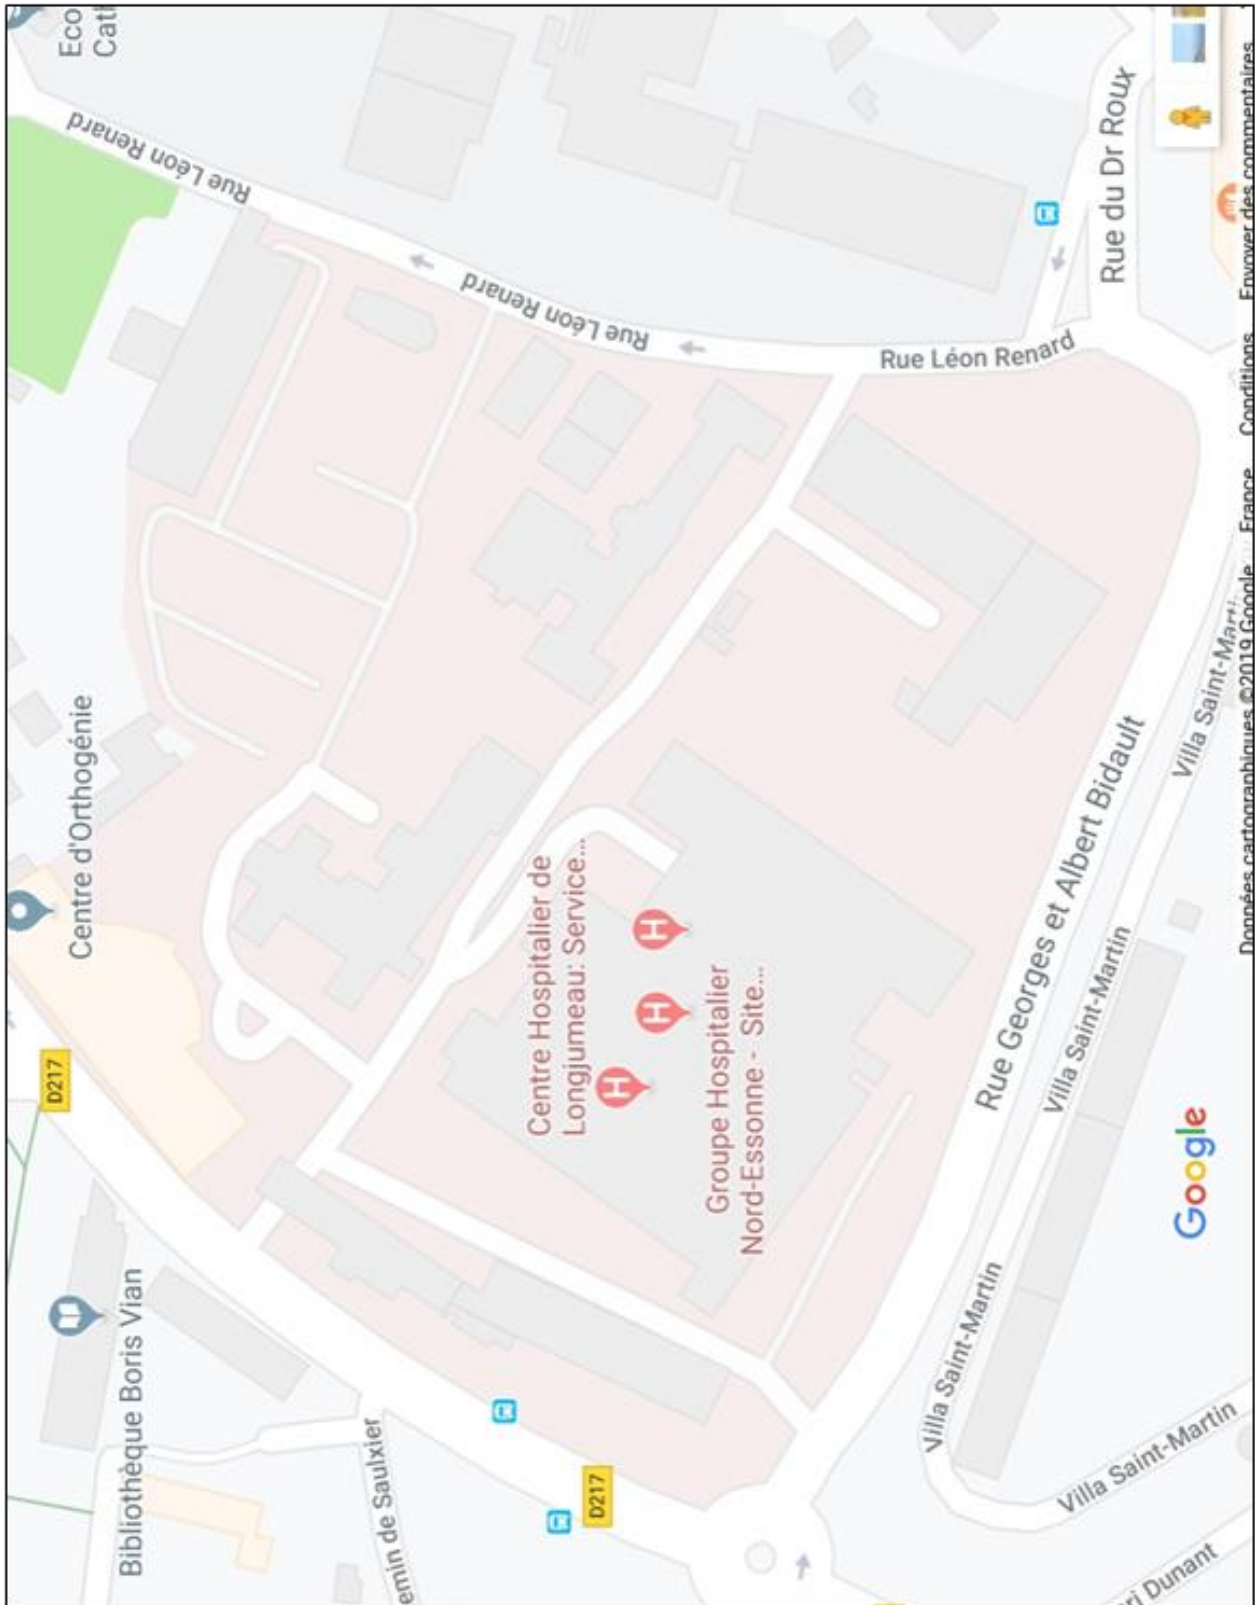 Eco
Cath
Rue Léon Renard
Rue Léon Renard
Rue Léon Renard
Rue du Dr Roux
Centre d'Orthogénie
D217
Centre Hospitalier de
Longjumeau: Service...
Groupe Hospitalier
Nord-Essonne - Site...
H
H
H
Bibliothèque Boris Vian
emin de Saulxier
D217
Rue Georges et Albert Bidault
Villa Saint-Marti
Villa Saint-Martin
Villa Saint-Martin
Villa Saint-Martin
ri Dunant
Google
Données cartographiques ©2019 Google France Conditions Envoyer des commentaires